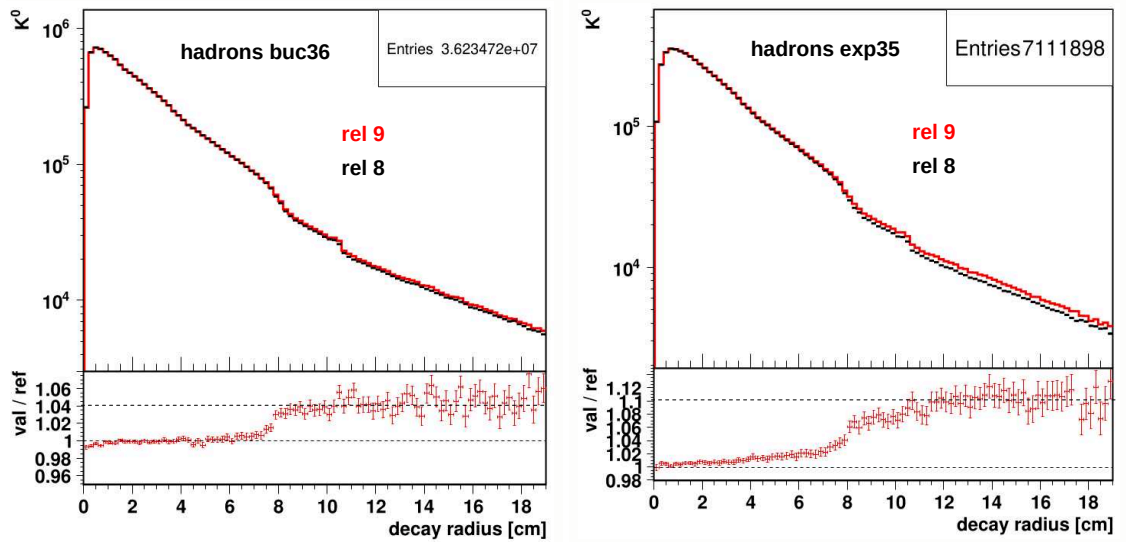 K⁰
10⁶
10⁵
10⁴
hadrons buc36
Entries 3.623472e+07
rel 9
rel 8
val / ref
1.06
1.04
1.02
1
0.98
0.96
0 2 4 6 8 10 12 14 16 18
decay radius [cm]
K⁰
10⁵
10⁴
hadrons exp35
Entries 7111898
rel 9
rel 8
val / ref
1.12
1.1
1.08
1.06
1.04
1.02
1
0.98
0 2 4 6 8 10 12 14 16 18
decay radius [cm]